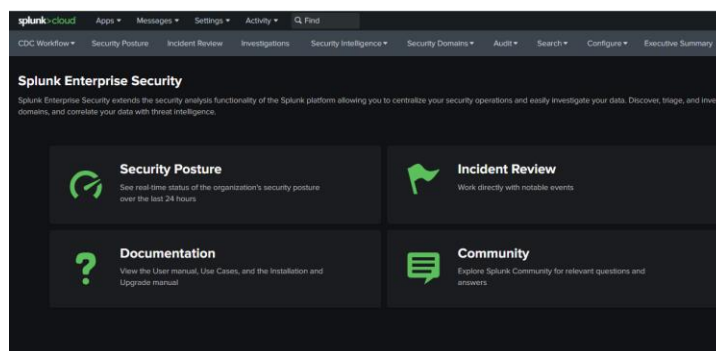 splunk>cloud Apps Messages Settings Activity Find
CDC Workflow Security Posture Incident Review Investigations Security Intelligence Security Domains Audit Search Configure Executive Summary
Splunk Enterprise Security
Splunk Enterprise Security extends the security analysis functionality of the Splunk platform allowing you to centralize your security operations and easily investigate your data. Discover, triage, and inve
domains, and correlate your data with threat intelligence.
Security Posture
See real-time status of the organization's security posture
over the last 24 hours
Incident Review
Work directly with notable events
Documentation
View the User manual, Use Cases, and the Installation and
Upgrade manual
Community
Explore Splunk Community for relevant questions and
answers